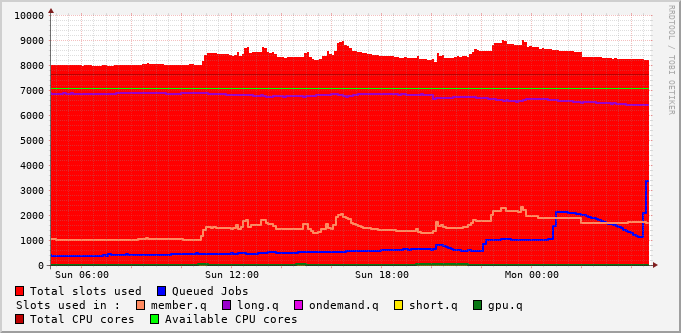 10000
9000
8000
7000
6000
5000
4000
3000
2000
1000
0
Sun 06:00 Sun 12:00 Sun 18:00 Mon 00:00
RRDTOOL / TOBI OETIKER
Total slots used Queued Jobs
Slots used in : member.q long.q ondemand.q short.q gpu.q
Total CPU cores Available CPU cores